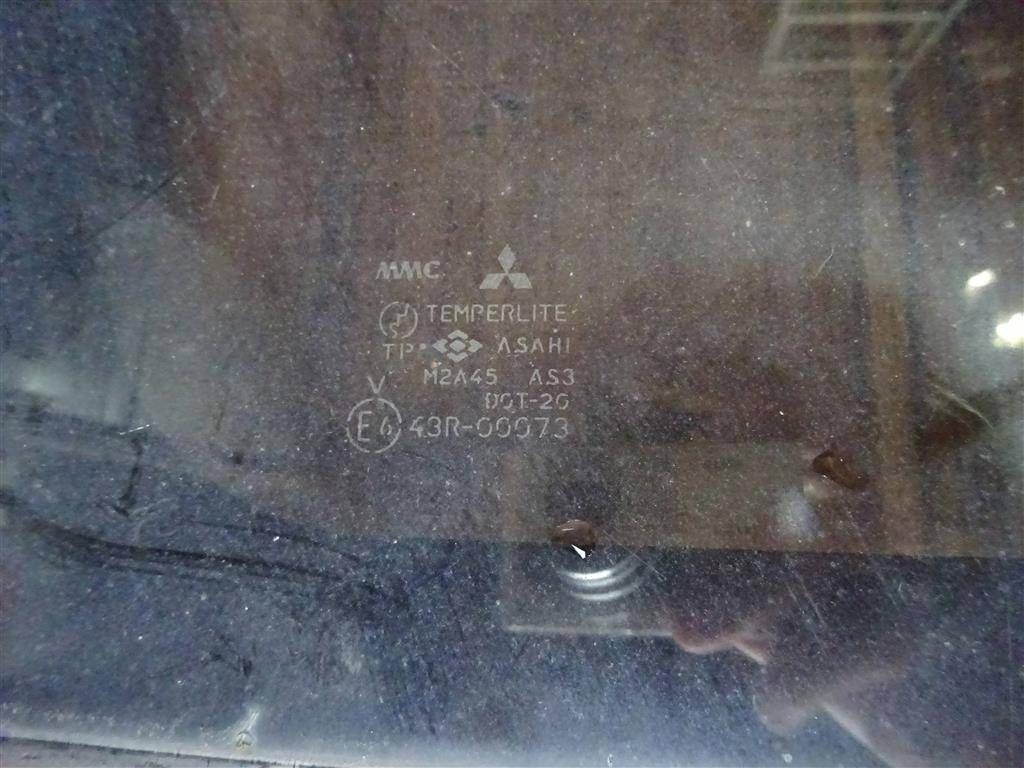 MMC
TEMPERLITE
TP ASAHI
M2A45 AS3
DOT-20
V
E6 43R-00073